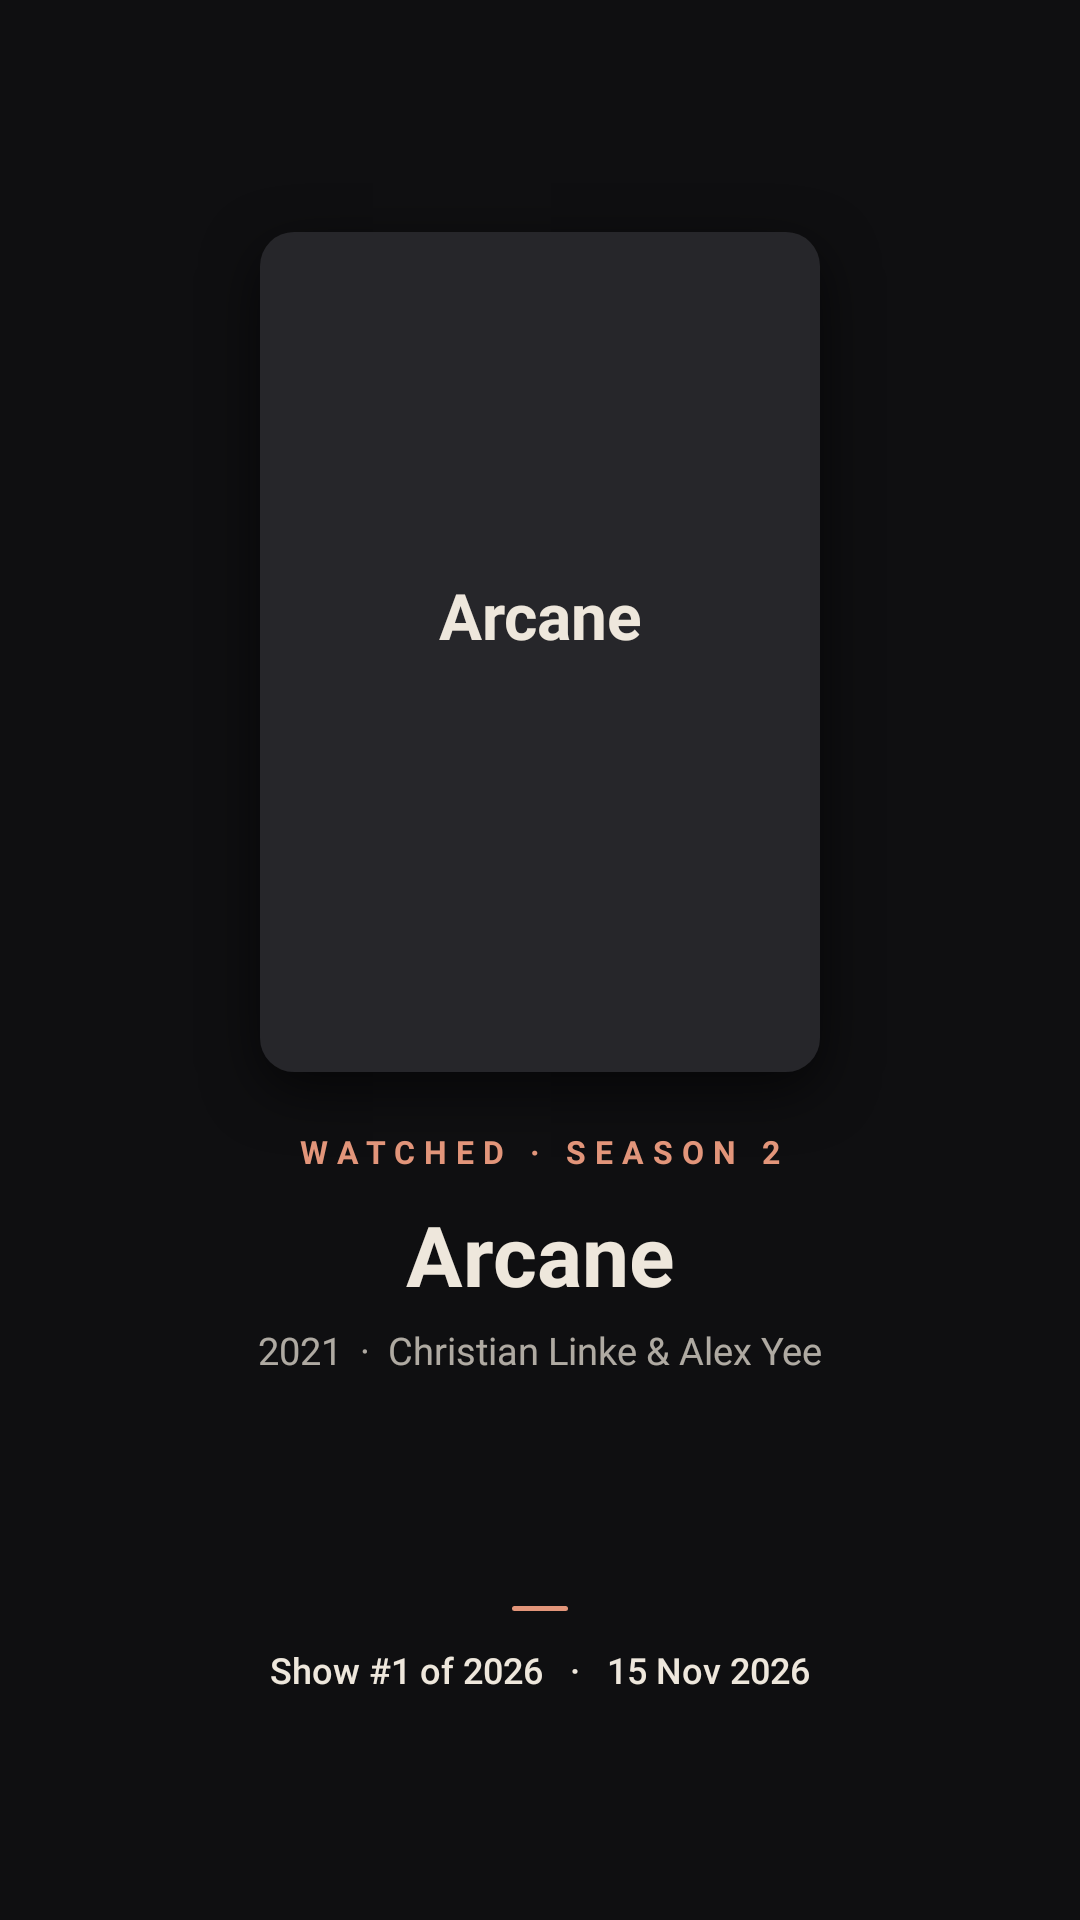 Arcane
WATCHED · SEASON 2
Arcane
2021 · Christian Linke & Alex Yee
Show #1 of 2026 · 15 Nov 2026